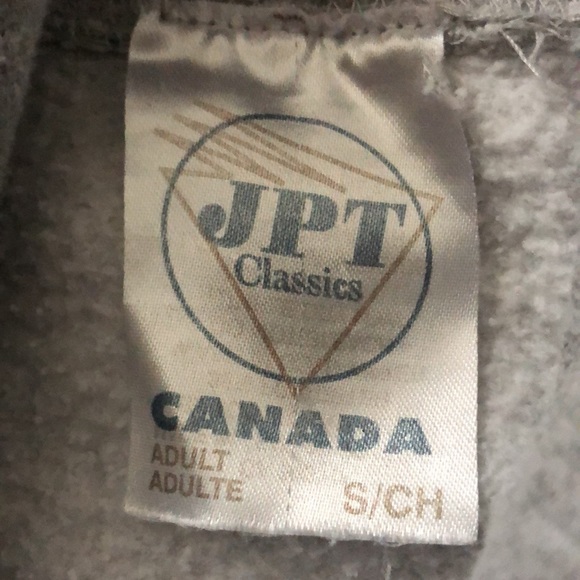 JPT
Classics
CANADA
ADULT
ADULTE
S/CH